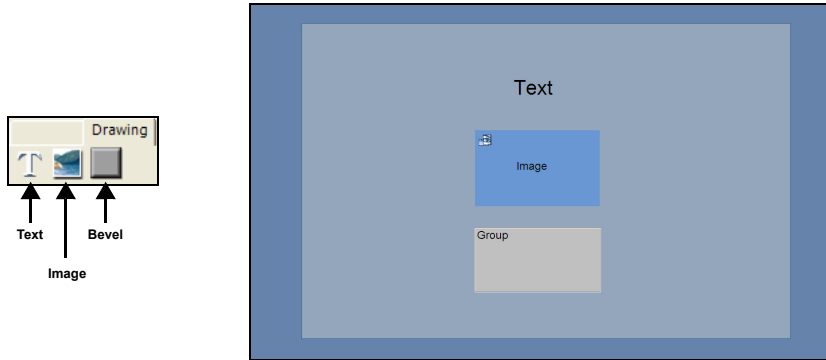 Drawing
T
Text
Bevel
Image
Text
Image
Group